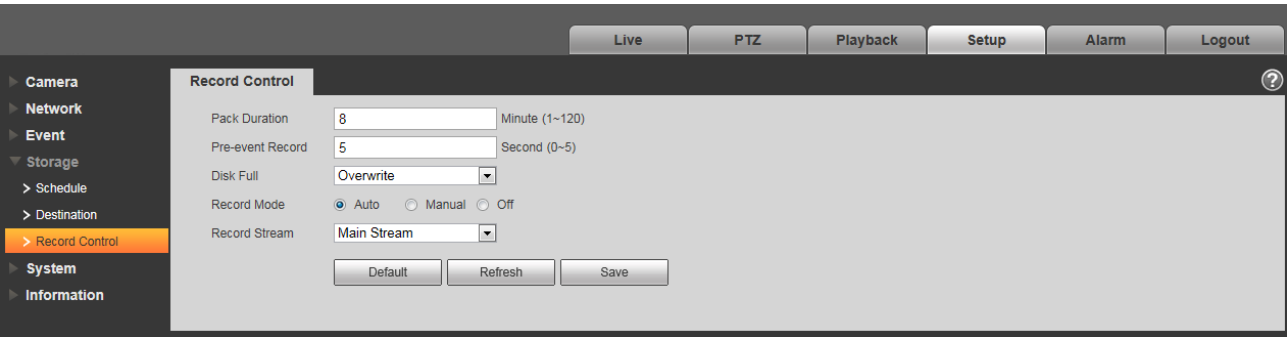 Live PTZ Playback Setup Alarm Logout
Camera
Network
Event
Storage
Schedule
Destination
Record Control
System
Information
Record Control ?
Pack Duration 8 Minute (1~120)
Pre-event Record 5 Second (0~5)
Disk Full Overwrite
Record Mode Auto Manual Off
Record Stream Main Stream
Default Refresh Save